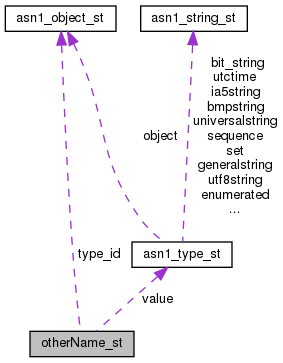 asn1_object_st
asn1_string_st
bit_string
utctime
ia5string
bmpstring
universalstring
sequence
set
generalstring
utf8string
enumerated
...
object
asn1_type_st
type_id
value
otherName_st